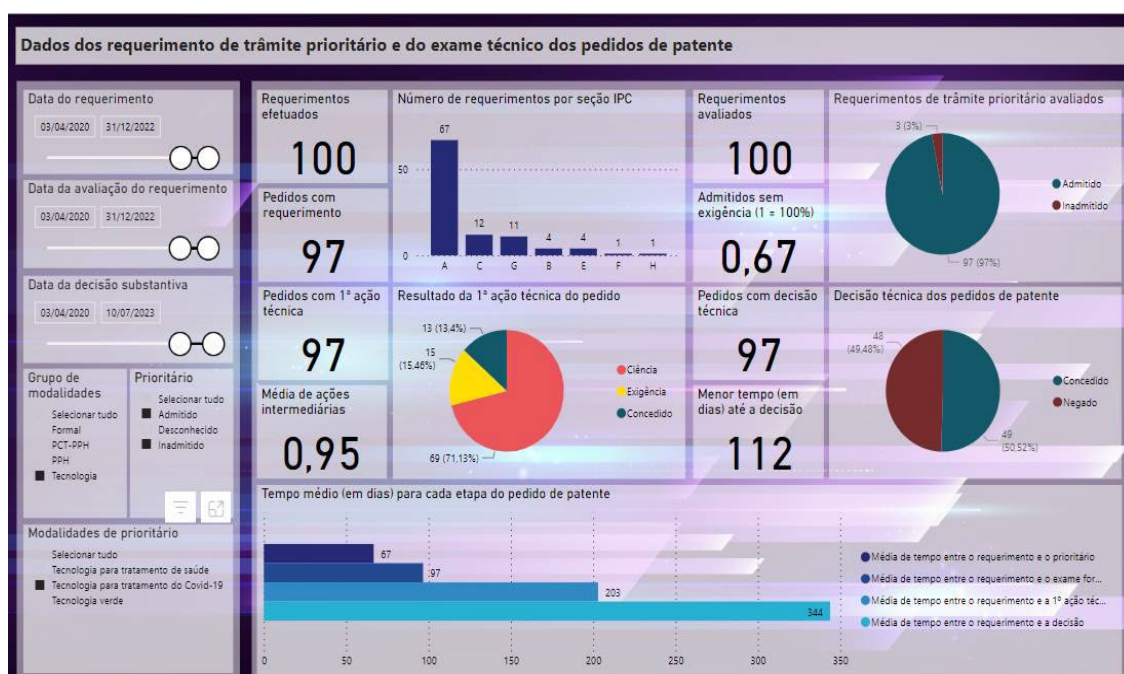 Dados dos requerimento de trâmite prioritário e do exame técnico dos pedidos de patente
Data do requerimento
03/04/2020 31/12/2022
Data da avaliação do requerimento
03/04/2020 31/12/2022
Data da decisão substantiva
03/04/2020 10/07/2023
Grupo de
modalidades
Selecionar tudo
Formal
PCT-PPH
PPH
Tecnologia
Prioritário
Selecionar tudo
Admitido
Desconhecido
Inadmitido
Modalidades de prioritário
Selecionar tudo
Tecnologia para tratamento de saúde
Tecnologia para tratamento do Covid-19
Tecnologia verde
Requerimentos
efetuados
100
Número de requerimentos por seção IPC
67
50
12
11
4
4
1
1
0
A C G B E F H
Requerimentos
avaliados
100
Requerimentos de trâmite prioritário avaliados
3 (3%)
Admitido
Inadmitido
97 (97%)
Pedidos com
requerimento
97
Admitidos sem
exigência (1 = 100%)
0,67
Pedidos com 1ª ação
técnica
97
Resultado da 1ª ação técnica do pedido
13 (13,4%)
15
(15,46%)
Ciência
Exigência
Concedido
69 (71,13%)
Pedidos com decisão
técnica
97
Decisão técnica dos pedidos de patente
48
(49,48%)
Concedido
Negado
49
(50,52%)
Média de ações
intermediárias
0,95
Menor tempo (em
dias) até a decisão
112
Tempo médio (em dias) para cada etapa do pedido de patente
67
97
203
344
0 50 100 150 200 250 300 350
Média de tempo entre o requerimento e o prioritário
Média de tempo entre o requerimento e o exame for...
Média de tempo entre o requerimento e a 1º ação téc...
Média de tempo entre o requerimento e a decisão